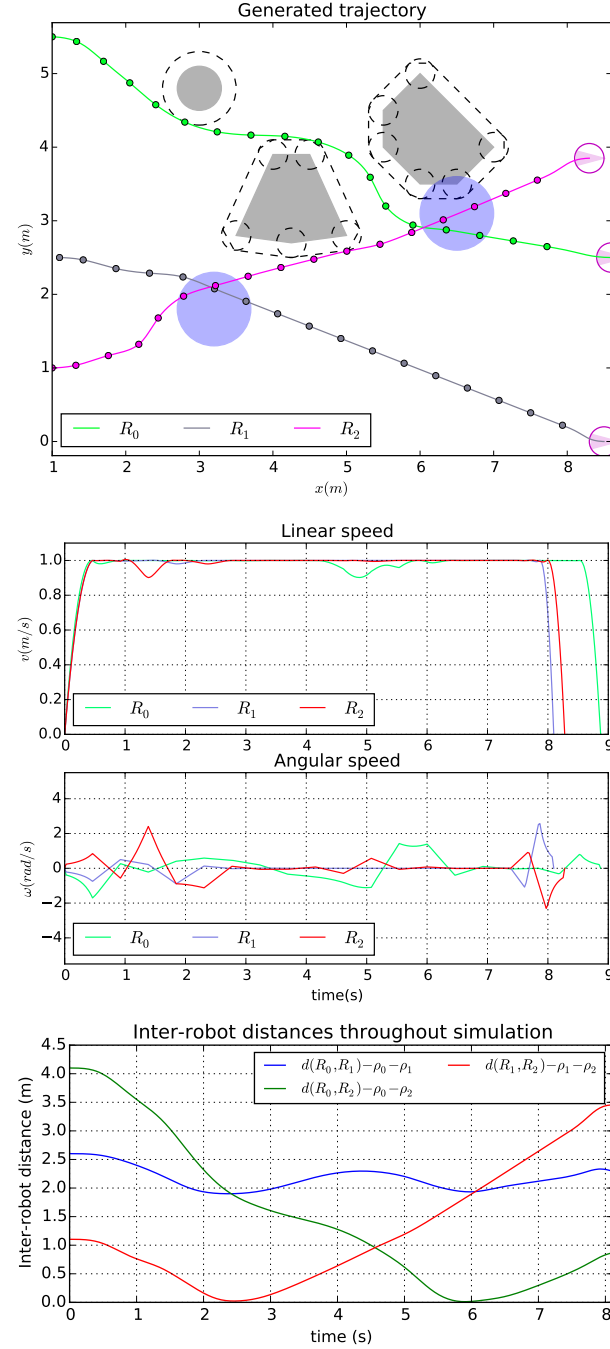 Generated trajectory
5
4
3
2
1
0
y(m)
R0 R1 R2
1 2 3 4 5 6 7 8
x(m)
Linear speed
1.0
0.8
0.6
0.4
0.2
0.0
v(m/s)
R0 R1 R2
0 1 2 3 4 5 6 7 8 9
Angular speed
4
2
0
−2
−4
ω(rad/s)
R0 R1 R2
0 1 2 3 4 5 6 7 8 9
time(s)
Inter-robot distances throughout simulation
4.5
4.0
3.5
3.0
2.5
2.0
1.5
1.0
0.5
0.0
Inter-robot distance (m)
d(R0,R1)−ρ0−ρ1 d(R1,R2)−ρ1−ρ2
d(R0,R2)−ρ0−ρ2
0 1 2 3 4 5 6 7 8
time (s)